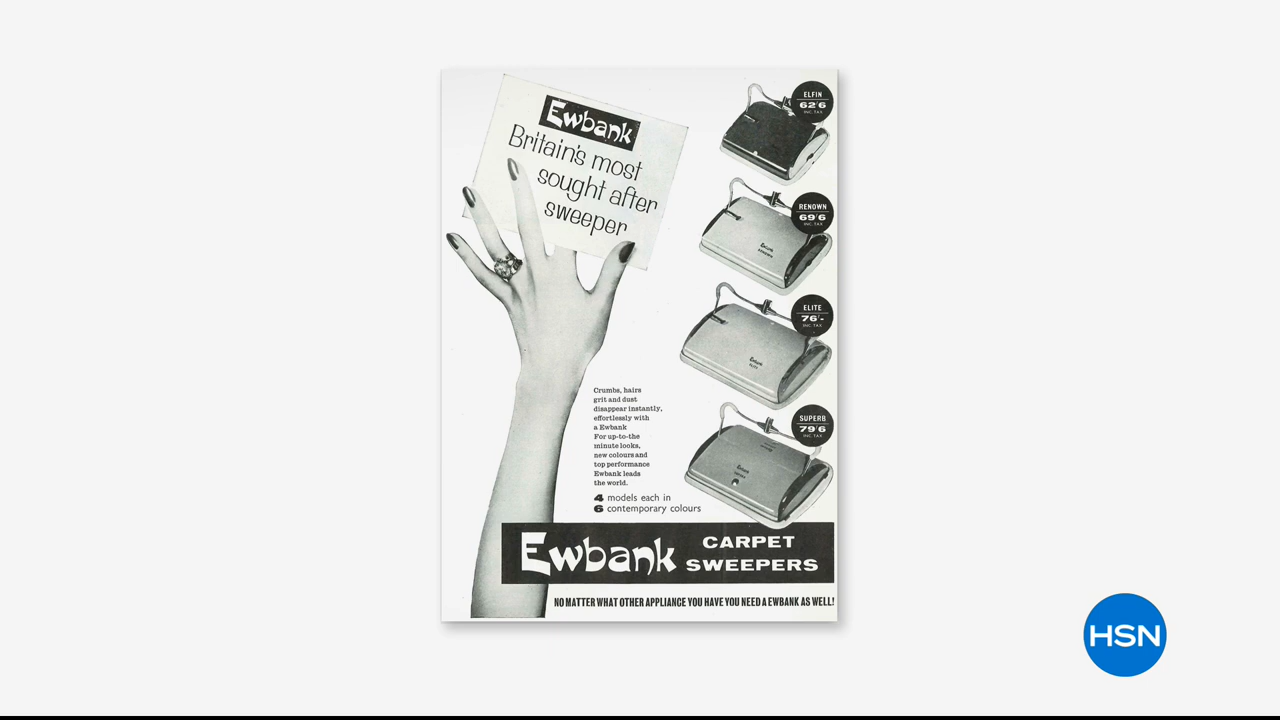 Ewbank
Britain's most
sought after
sweeper
ELFIN
62'6
INC. TAX
RENOWN
69'6
INC. TAX
ELITE
76'-
INC. TAX
SUPERB
79'6
INC. TAX
Crumbs, hairs
grit and dust
disappear instantly,
effortlessly with
a Ewbank
For up-to-the
minute looks,
new colours and
top performance
Ewbank leads
the world.
4 models each in
6 contemporary colours
Ewbank CARPET
SWEEPERS
NO MATTER WHAT OTHER APPLIANCE YOU HAVE YOU NEED A EWBANK AS WELL!
HSN